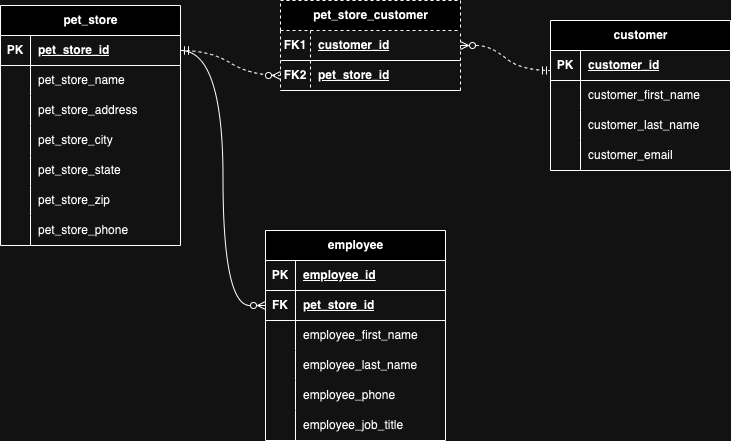 pet_store
PK pet_store_id
pet_store_name
pet_store_address
pet_store_city
pet_store_state
pet_store_zip
pet_store_phone
pet_store_customer
FK1 customer_id
FK2 pet_store_id
customer
PK customer_id
customer_first_name
customer_last_name
customer_email
employee
PK employee_id
FK pet_store_id
employee_first_name
employee_last_name
employee_phone
employee_job_title